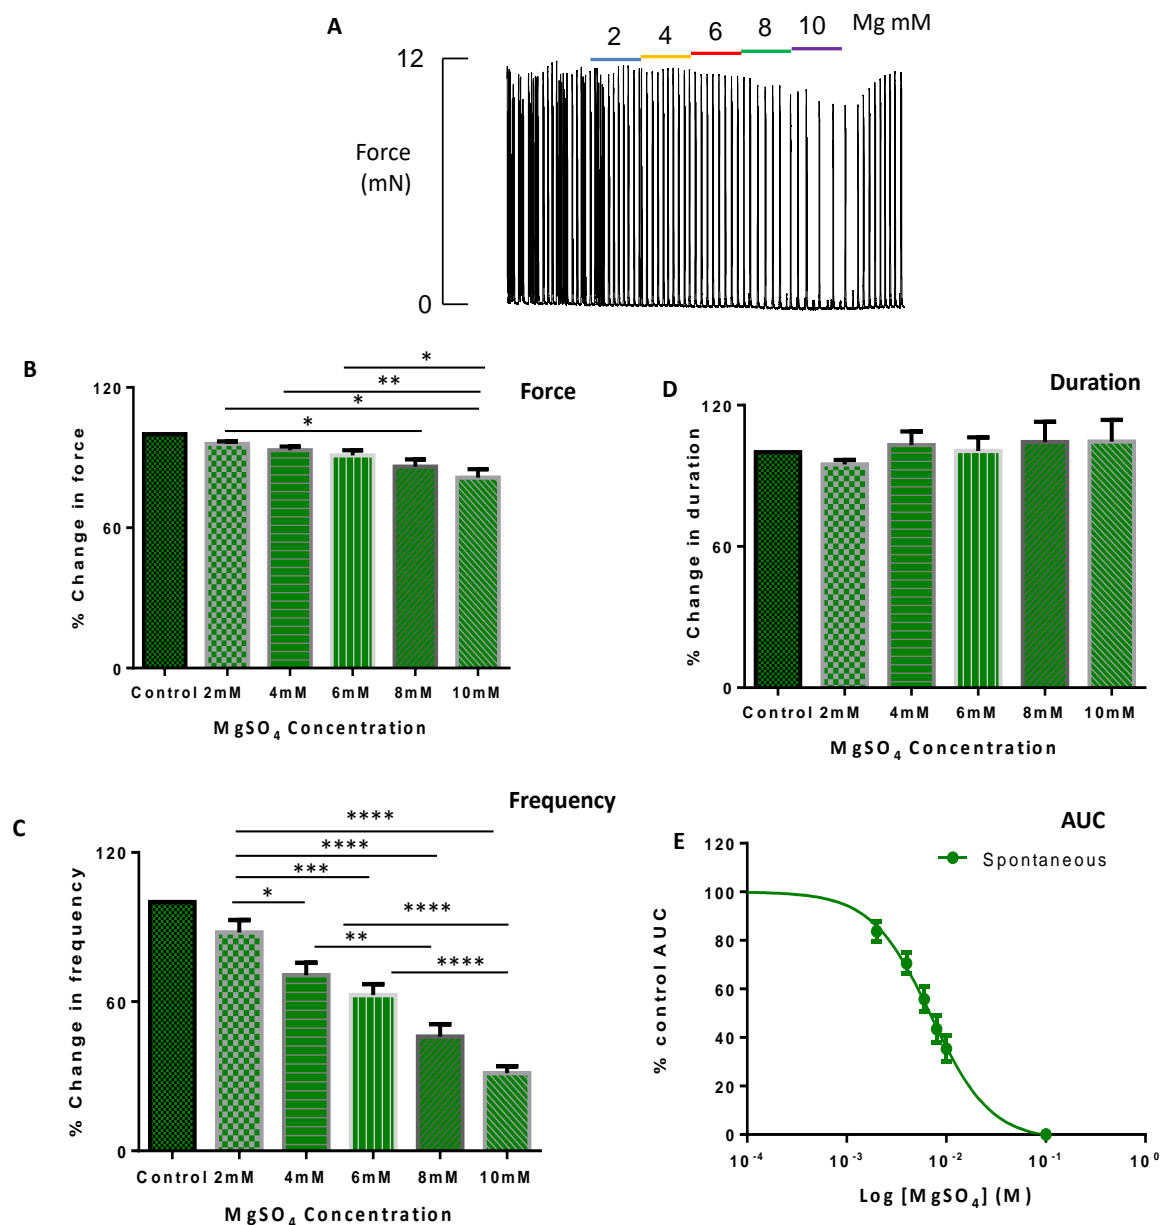 A
2 4 6 8 10 Mg mM
12
Force
(mN)
0
B
Force
*
**
*
*
120
60
0
% Change in force
Control 2mM 4mM 6mM 8mM 10mM
MgSO4 Concentration
D
Duration
120
60
0
% Change in duration
Control 2mM 4mM 6mM 8mM 10mM
MgSO4 Concentration
C
Frequency
****
****
***
*
****
**
****
120
60
0
% Change in frequency
Control 2mM 4mM 6mM 8mM 10mM
MgSO4 Concentration
E
AUC
Spontaneous
120
100
80
60
40
20
0
% control AUC
10-4 10-3 10-2 10-1 100
Log [MgSO4] (M)